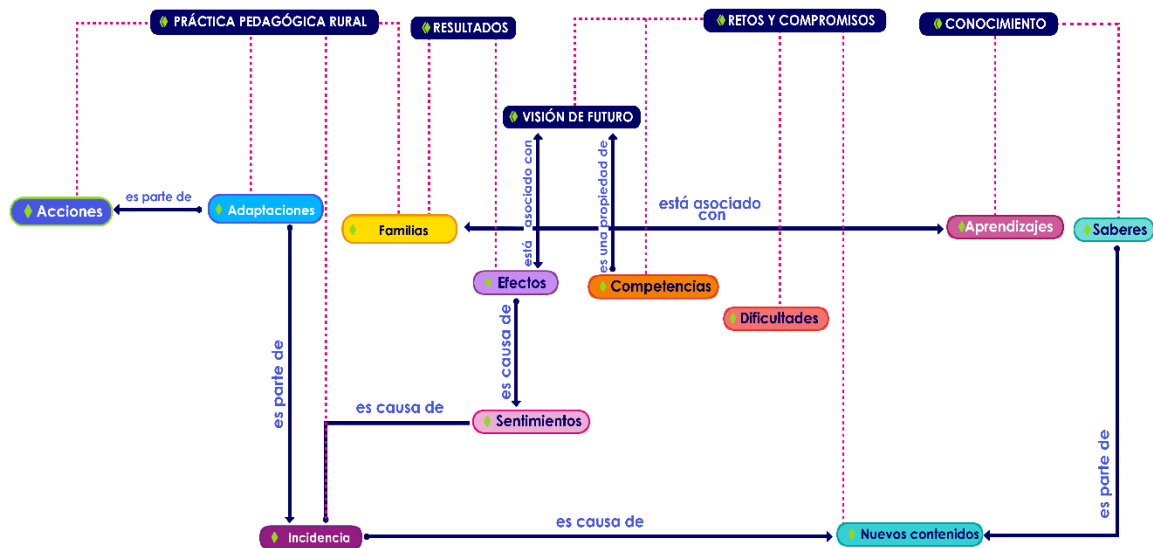 PRÁCTICA PEDAGÓGICA RURAL
RESULTADOS
RETOS Y COMPROMISOS
CONOCIMIENTO
VISIÓN DE FUTURO
está asociado con
es una propiedad de
es parte de
Acciones
Adaptaciones
Familias
está asociado
con
Aprendizajes
Saberes
Efectos
Competencias
Dificultades
es parte de
es causa de
es causa de
Sentimientos
es parte de
Incidencia
es causa de
Nuevos contenidos